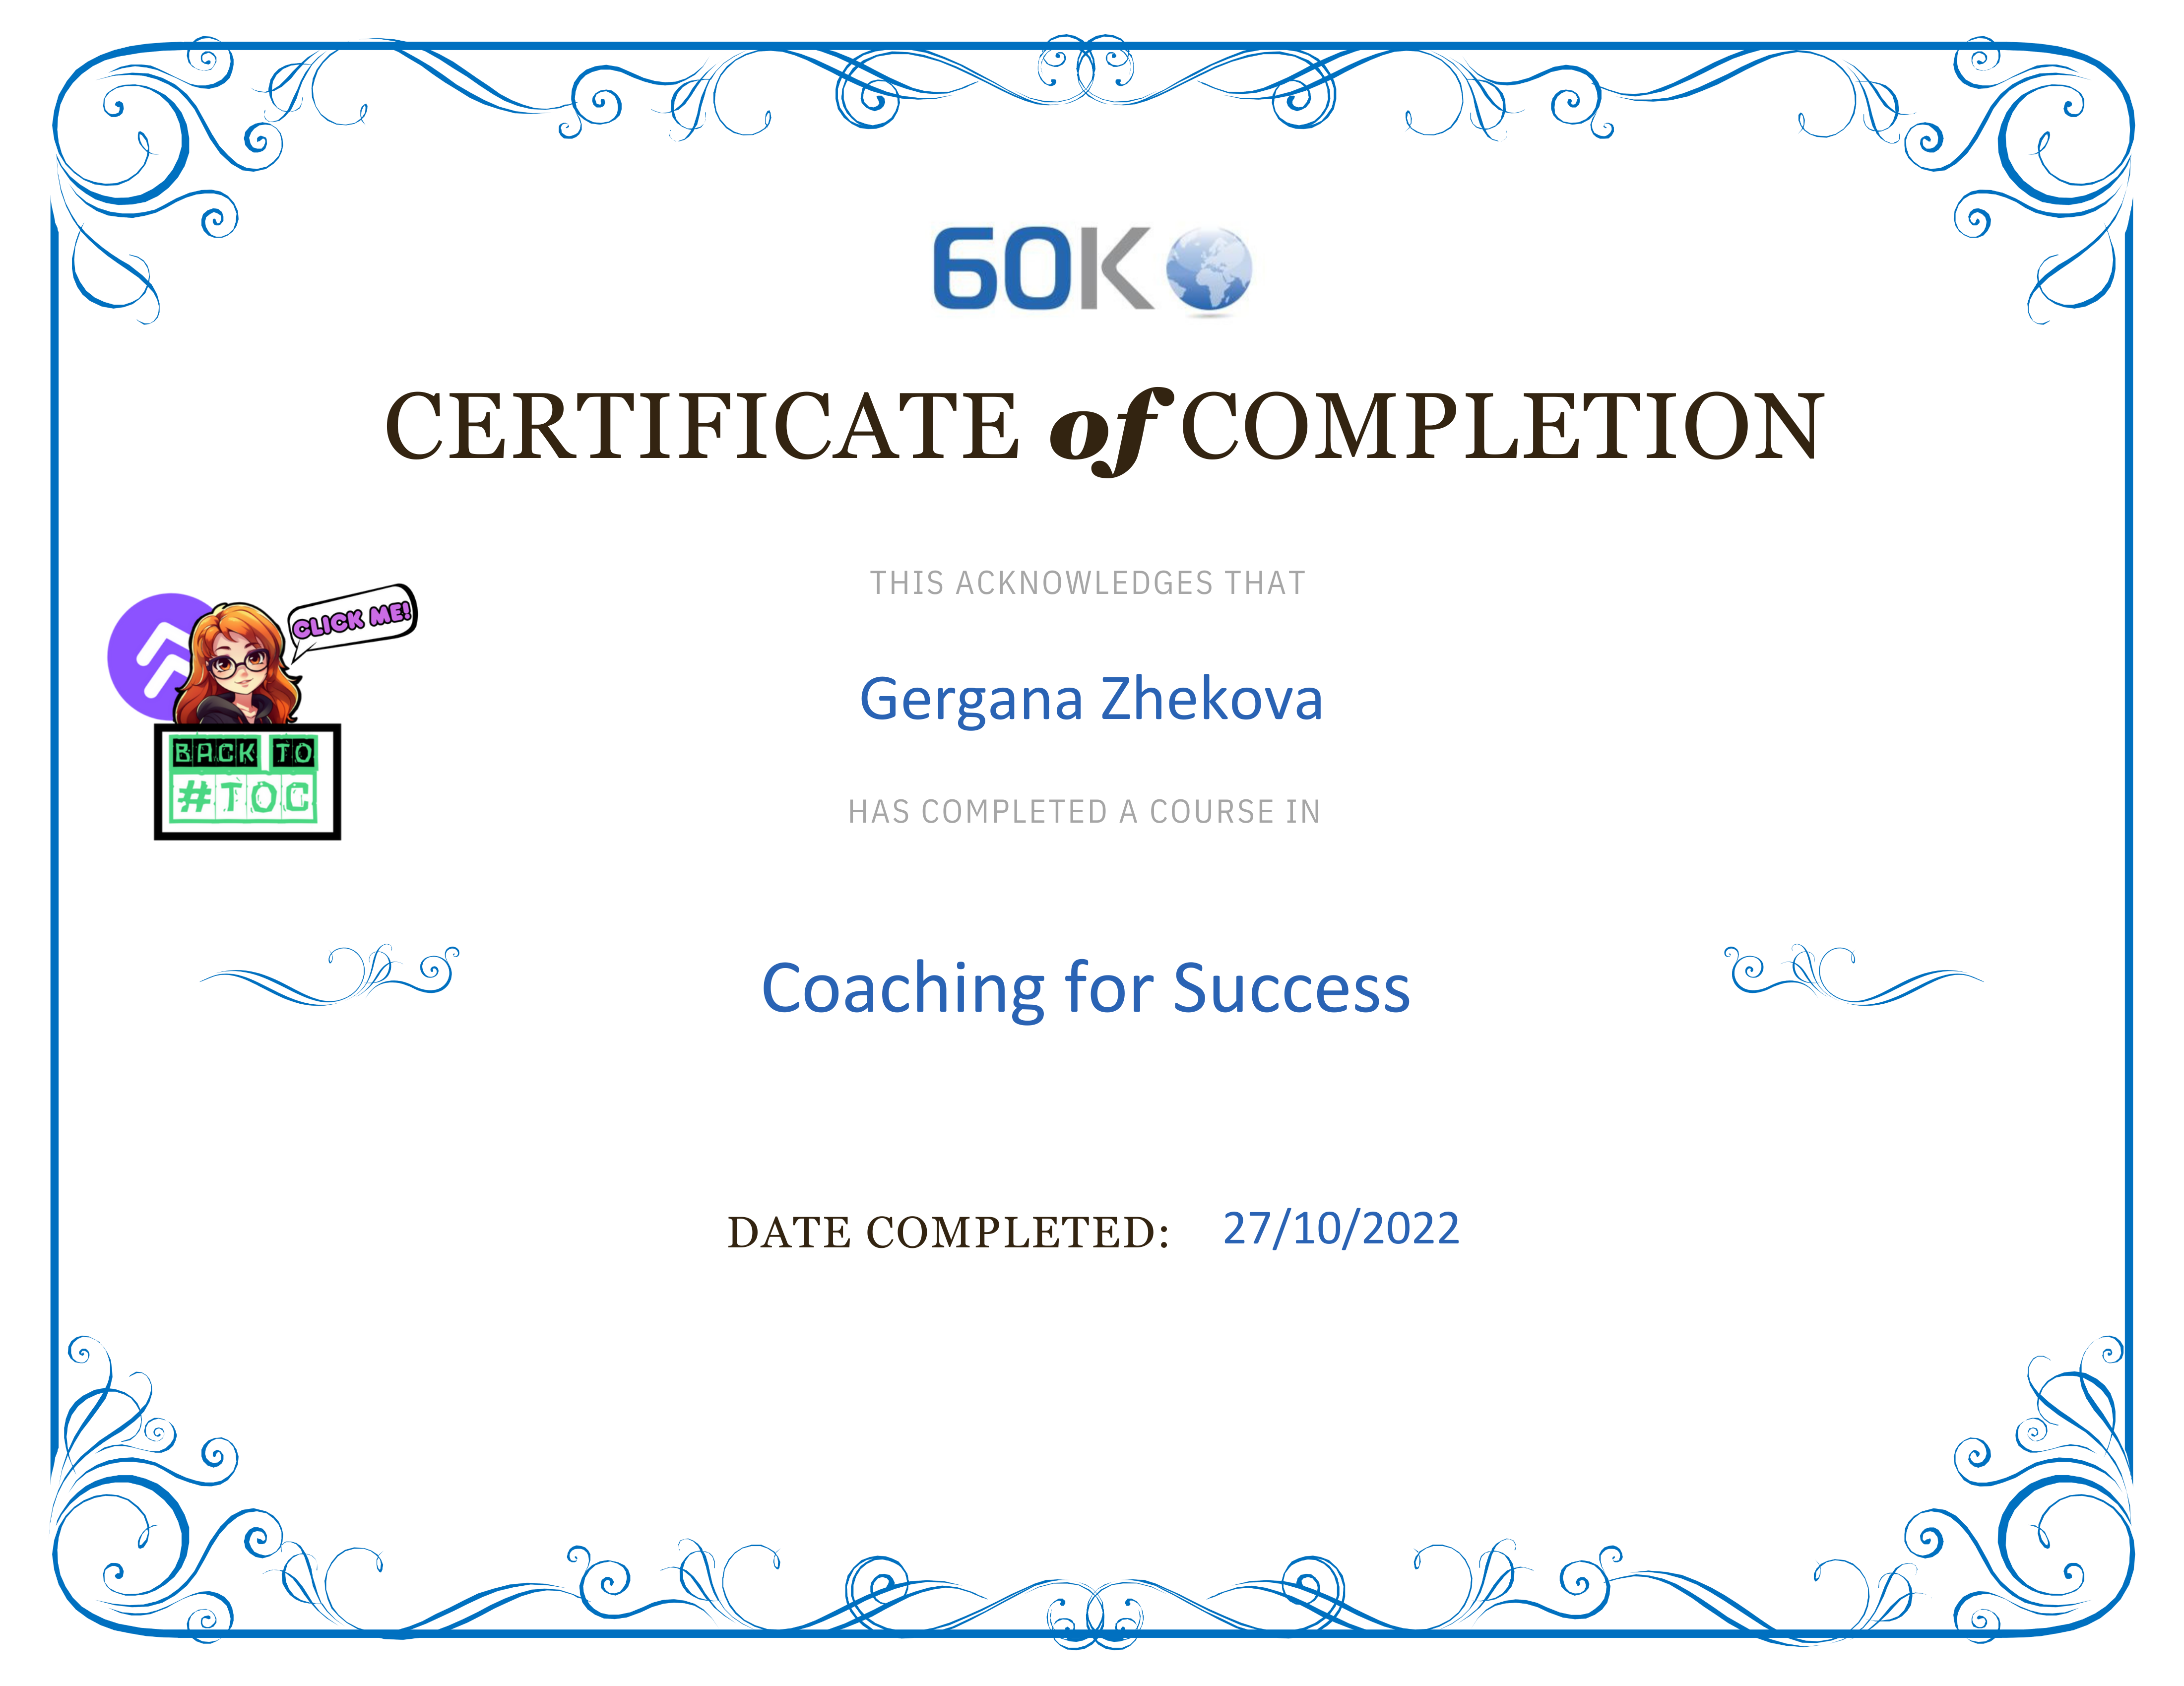 60K
CERTIFICATE of COMPLETION
THIS ACKNOWLEDGES THAT
CLICK ME!
Gergana Zhekova
BACK TO
#TOC
HAS COMPLETED A COURSE IN
Coaching for Success
DATE COMPLETED: 27/10/2022